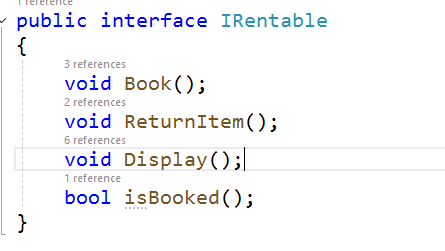 1 reference
public interface IRentable
{
3 references
void Book();
2 references
void ReturnItem();
6 references
void Display();
1 reference
bool isBooked();
}